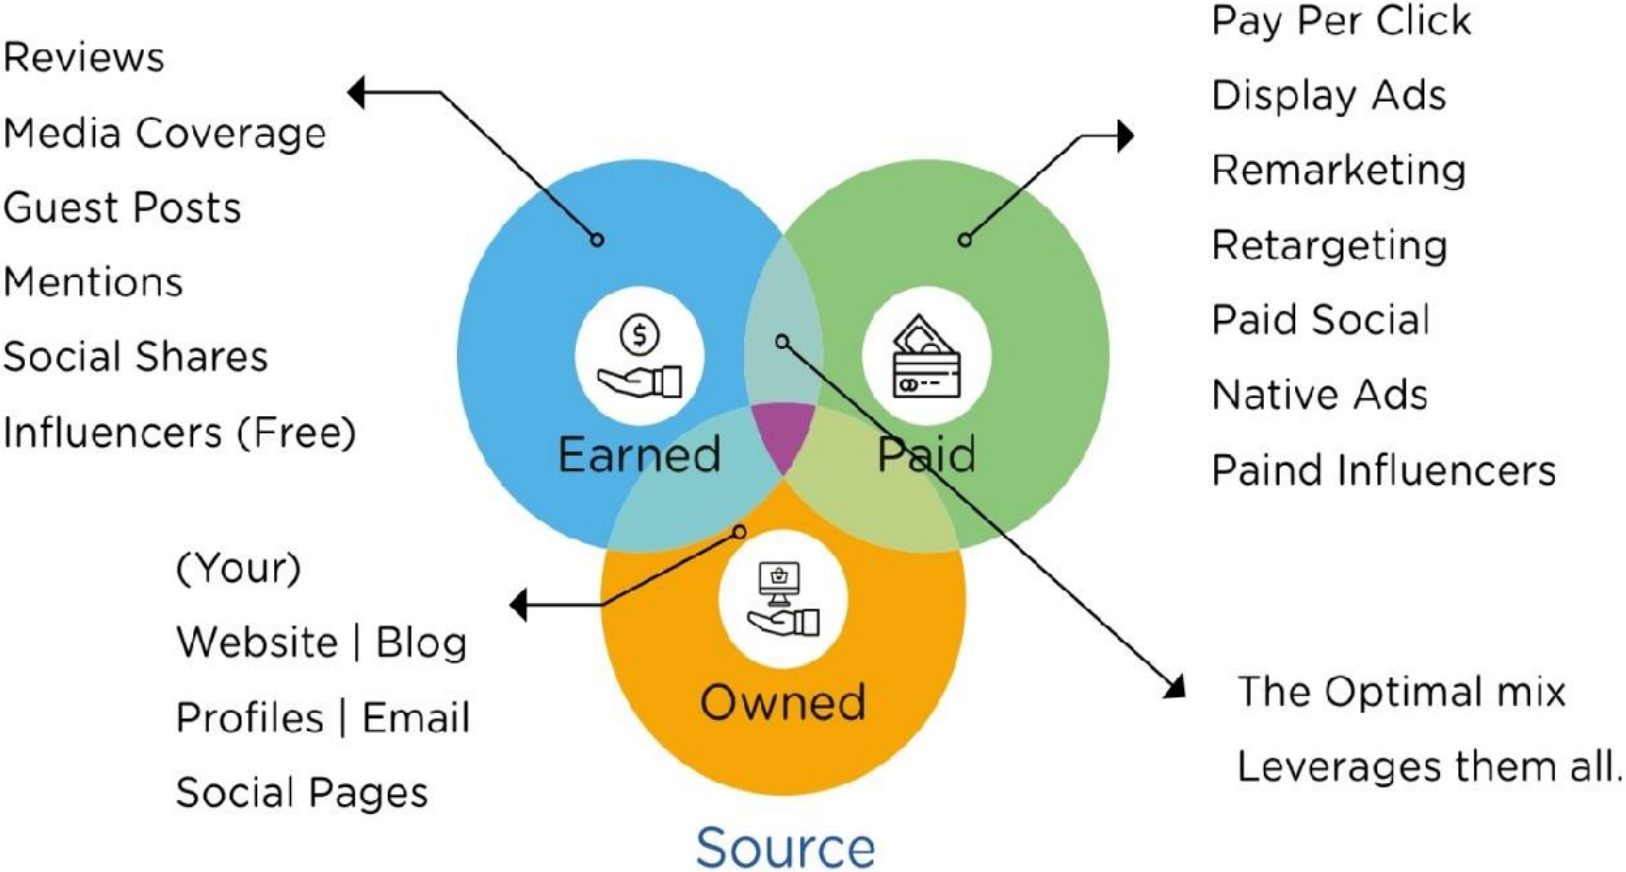 Reviews
Media Coverage
Guest Posts
Mentions
Social Shares
Influencers (Free)
Pay Per Click
Display Ads
Remarketing
Retargeting
Paid Social
Native Ads
Paind Influencers
$
Earned
Paid
(Your)
Website | Blog
Profiles | Email
Social Pages
Owned
The Optimal mix
Leverages them all.
Source